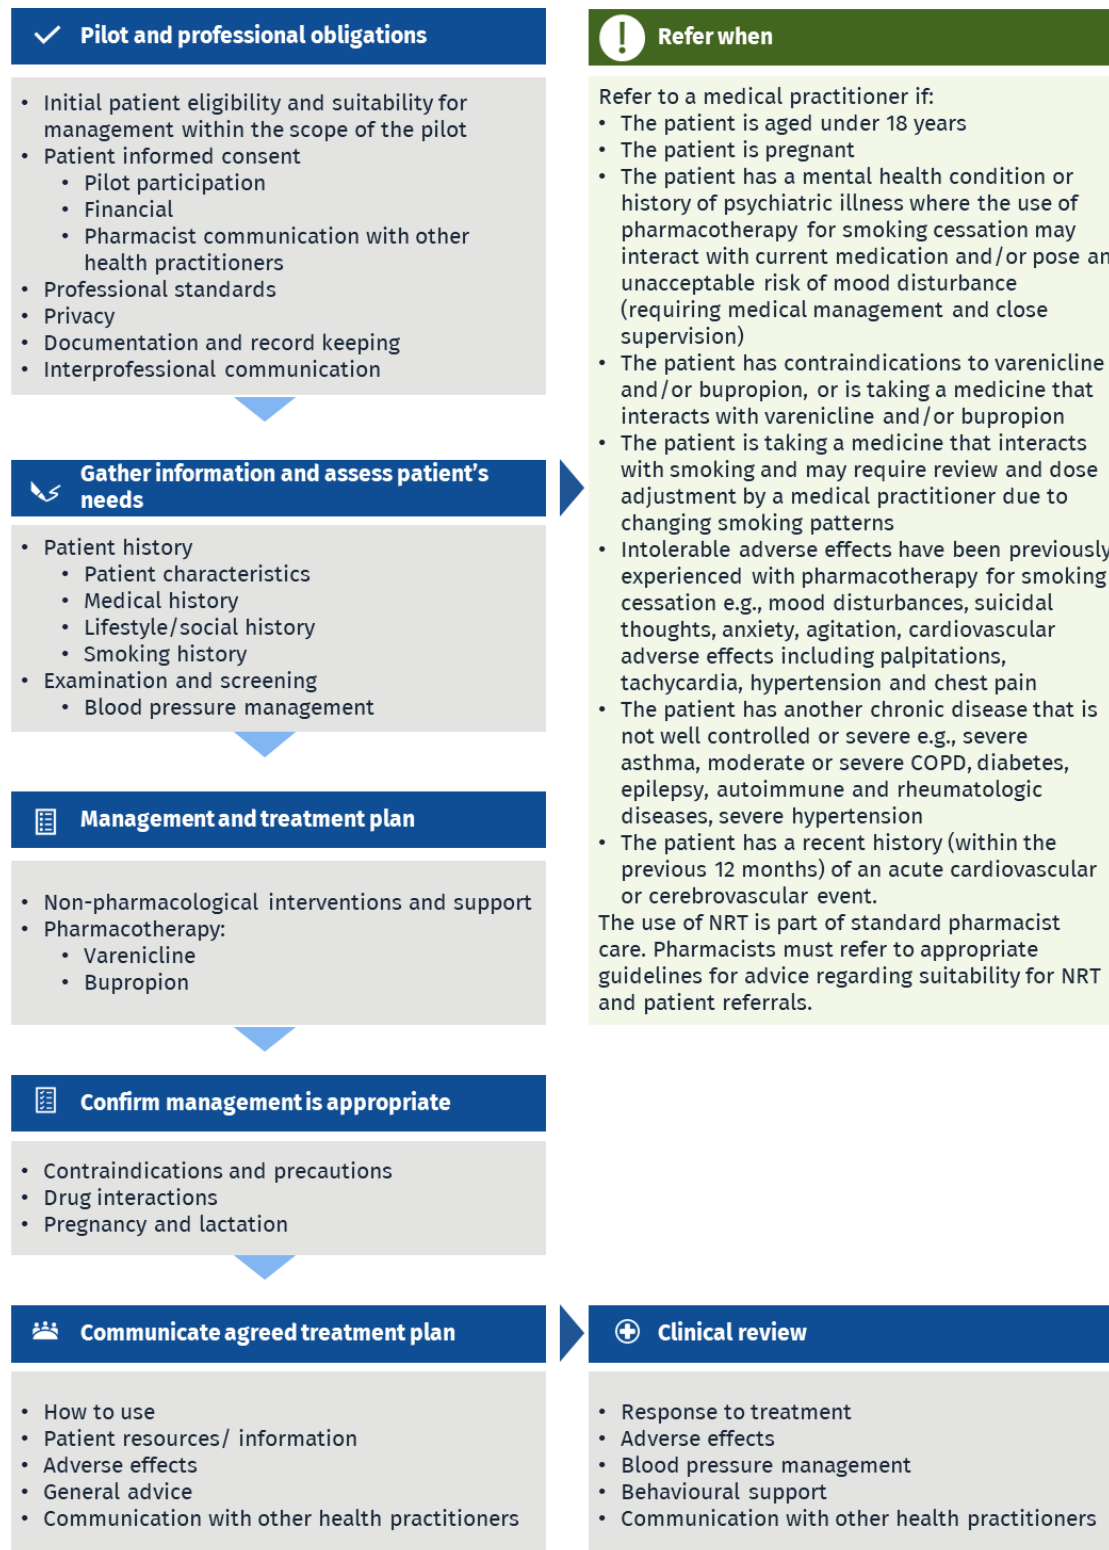 Pilot and professional obligations
• Initial patient eligibility and suitability for
management within the scope of the pilot
• Patient informed consent
• Pilot participation
• Financial
• Pharmacist communication with other
health practitioners
• Professional standards
• Privacy
• Documentation and record keeping
• Interprofessional communication
Gather information and assess patient's
needs
• Patient history
• Patient characteristics
• Medical history
• Lifestyle/social history
• Smoking history
• Examination and screening
• Blood pressure management
Management and treatment plan
• Non-pharmacological interventions and support
• Pharmacotherapy:
• Varenicline
• Bupropion
Confirm management is appropriate
• Contraindications and precautions
• Drug interactions
• Pregnancy and lactation
Communicate agreed treatment plan
• How to use
• Patient resources/ information
• Adverse effects
• General advice
• Communication with other health practitioners
Refer when
Refer to a medical practitioner if:
• The patient is aged under 18 years
• The patient is pregnant
• The patient has a mental health condition or
history of psychiatric illness where the use of
pharmacotherapy for smoking cessation may
interact with current medication and/or pose an
unacceptable risk of mood disturbance
(requiring medical management and close
supervision)
• The patient has contraindications to varenicline
and/or bupropion, or is taking a medicine that
interacts with varenicline and/or bupropion
• The patient is taking a medicine that interacts
with smoking and may require review and dose
adjustment by a medical practitioner due to
changing smoking patterns
• Intolerable adverse effects have been previously
experienced with pharmacotherapy for smoking
cessation e.g., mood disturbances, suicidal
thoughts, anxiety, agitation, cardiovascular
adverse effects including palpitations,
tachycardia, hypertension and chest pain
• The patient has another chronic disease that is
not well controlled or severe e.g., severe
asthma, moderate or severe COPD, diabetes,
epilepsy, autoimmune and rheumatologic
diseases, severe hypertension
• The patient has a recent history (within the
previous 12 months) of an acute cardiovascular
or cerebrovascular event.
The use of NRT is part of standard pharmacist
care. Pharmacists must refer to appropriate
guidelines for advice regarding suitability for NRT
and patient referrals.
Clinical review
• Response to treatment
• Adverse effects
• Blood pressure management
• Behavioural support
• Communication with other health practitioners